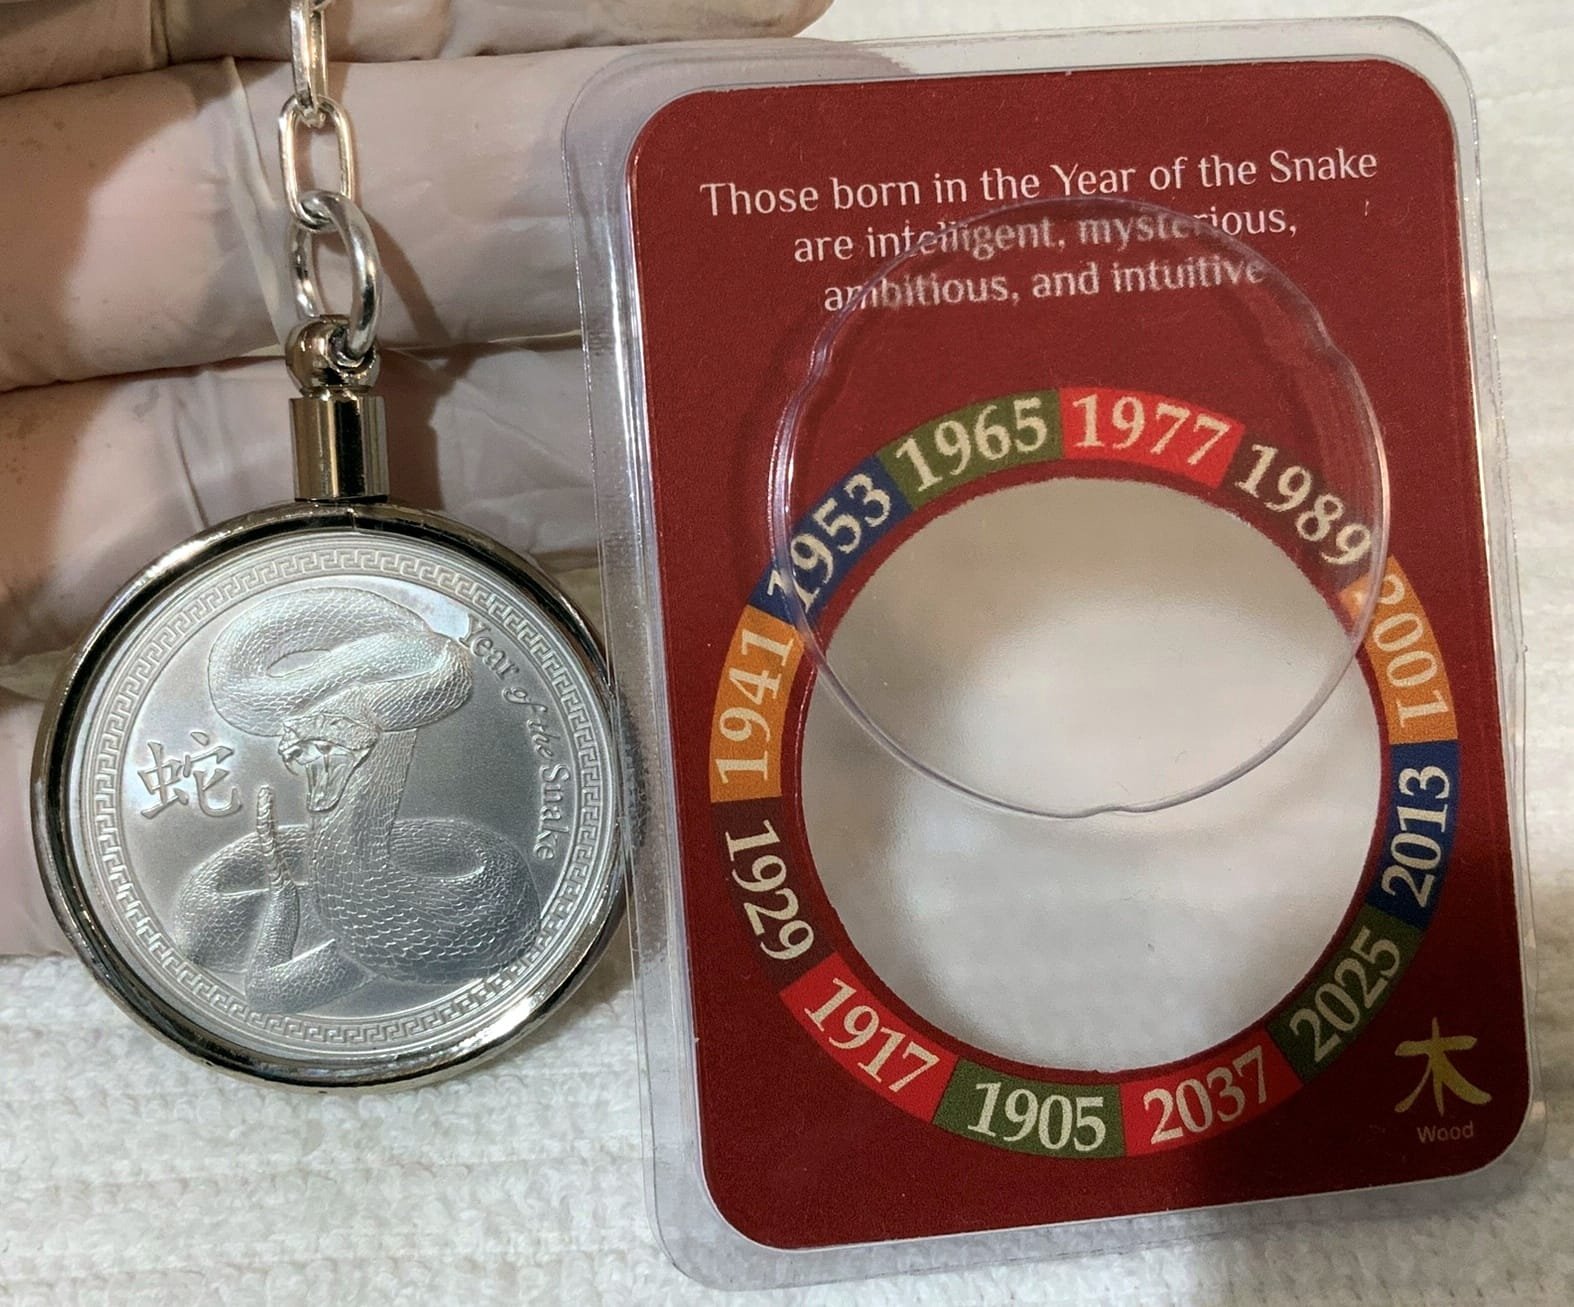 Year of the Snake
蛇
Those born in the Year of the Snake
are intelligent, mysterious,
ambitious, and intuitive
1905
1917
1929
1941
1953
1965
1977
1989
2001
2013
2025
2037
木
Wood